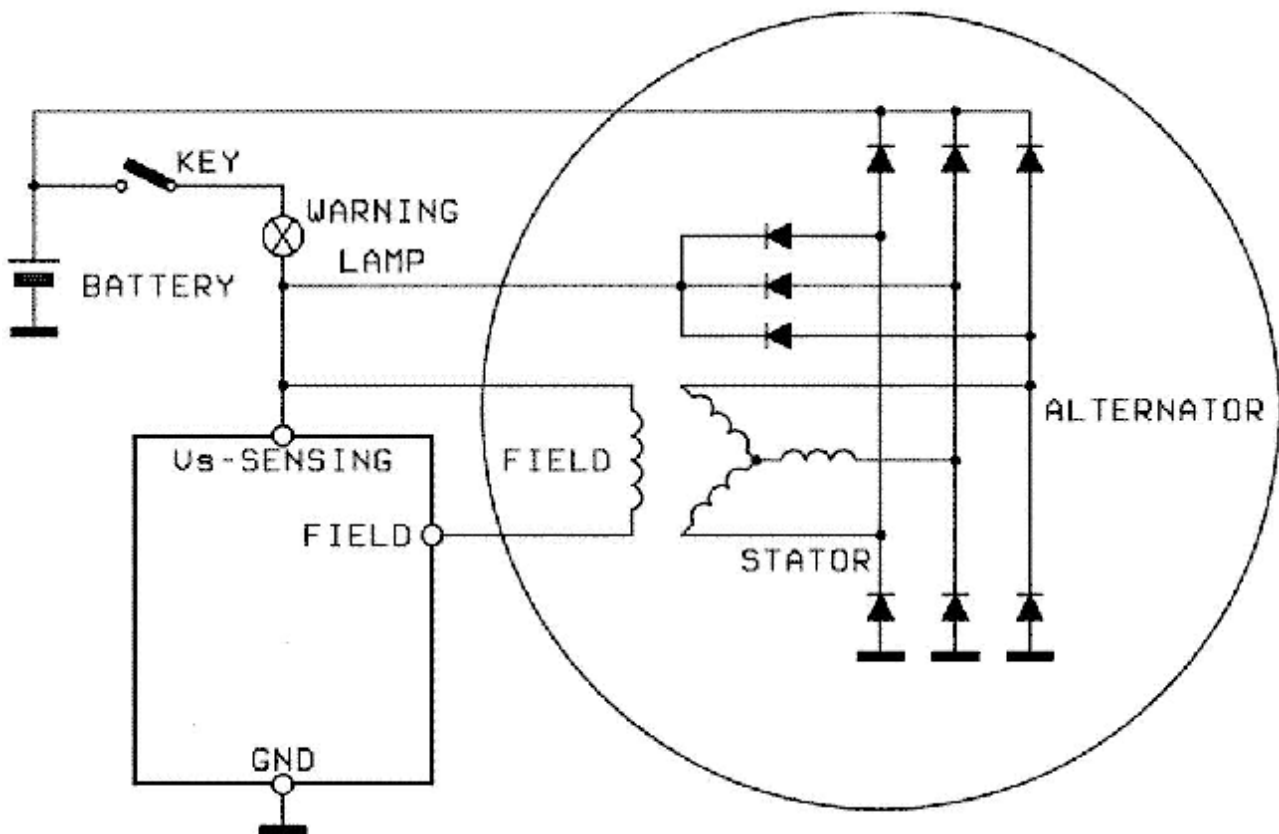 KEY
WARNING
LAMP
BATTERY
ALTERNATOR
Vs-SENSING
FIELD
FIELD
STATOR
GND